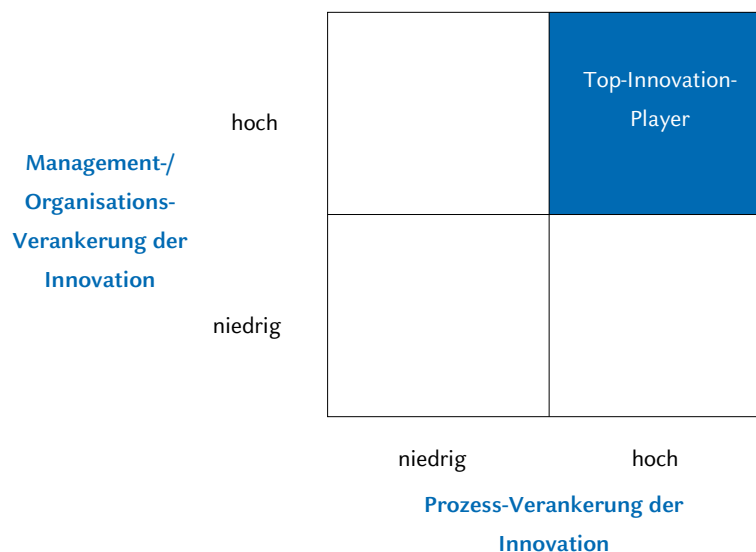 Top-Innovation-
Player
hoch
Management-/
Organisations-
Verankerung der
Innovation
niedrig
niedrig
hoch
Prozess-Verankerung der
Innovation